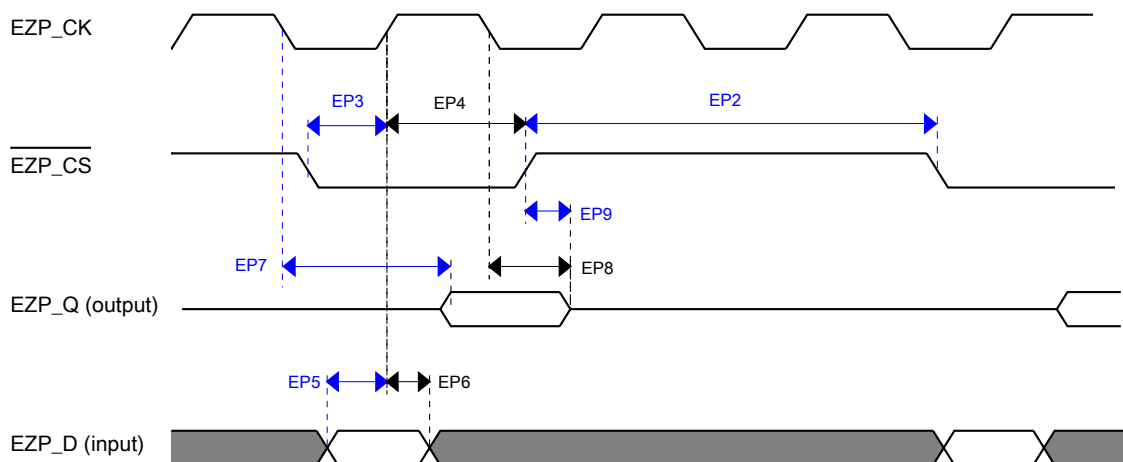 EZP_CK
EP3
EP4
EP2
EZP_CS
EP9
EP7
EP8
EZP_Q (output)
EP5
EP6
EZP_D (input)